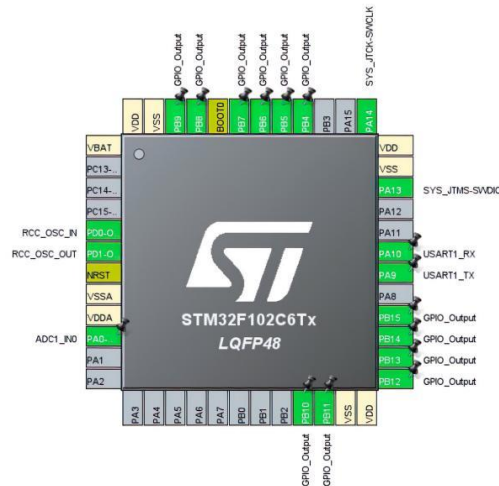 GPIO_Output
GPIO_Output
GPIO_Output
GPIO_Output
GPIO_Output
GPIO_Output
SYS_JTCK-SWCLK
VDD
VSS
PB9
PB8
BOOT0
PB7
PB6
PB5
PB4
PB3
PA15
PA14
VBAT
PC13-..
PC14-..
PC15-..
RCC_OSC_IN
PD0-O..
RCC_OSC_OUT
PD1-O..
NRST
VSSA
VDDA
ADC1_IN0
PA0-..
PA1
PA2
ST
STM32F102C6Tx
LQFP48
VDD
VSS
PA13
SYS_JTMS-SWDIO
PA12
PA11
PA10
USART1_RX
PA9
USART1_TX
PA8
PB15
GPIO_Output
PB14
GPIO_Output
PB13
GPIO_Output
PB12
GPIO_Output
PA3
PA4
PA5
PA6
PA7
PB0
PB1
PB2
PB10
PB11
VSS
VDD
GPIO_Output
GPIO_Output